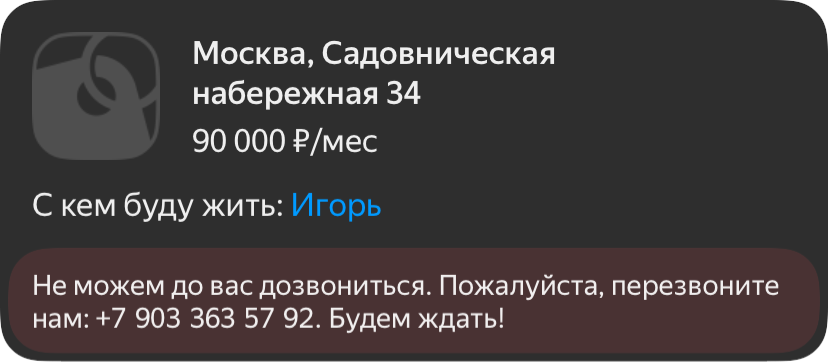 Москва, Садовническая
набережная 34
90 000 ₽/мес
С кем буду жить: Игорь
Не можем до вас дозвониться. Пожалуйста, перезвоните
нам: +7 903 363 57 92. Будем ждать!